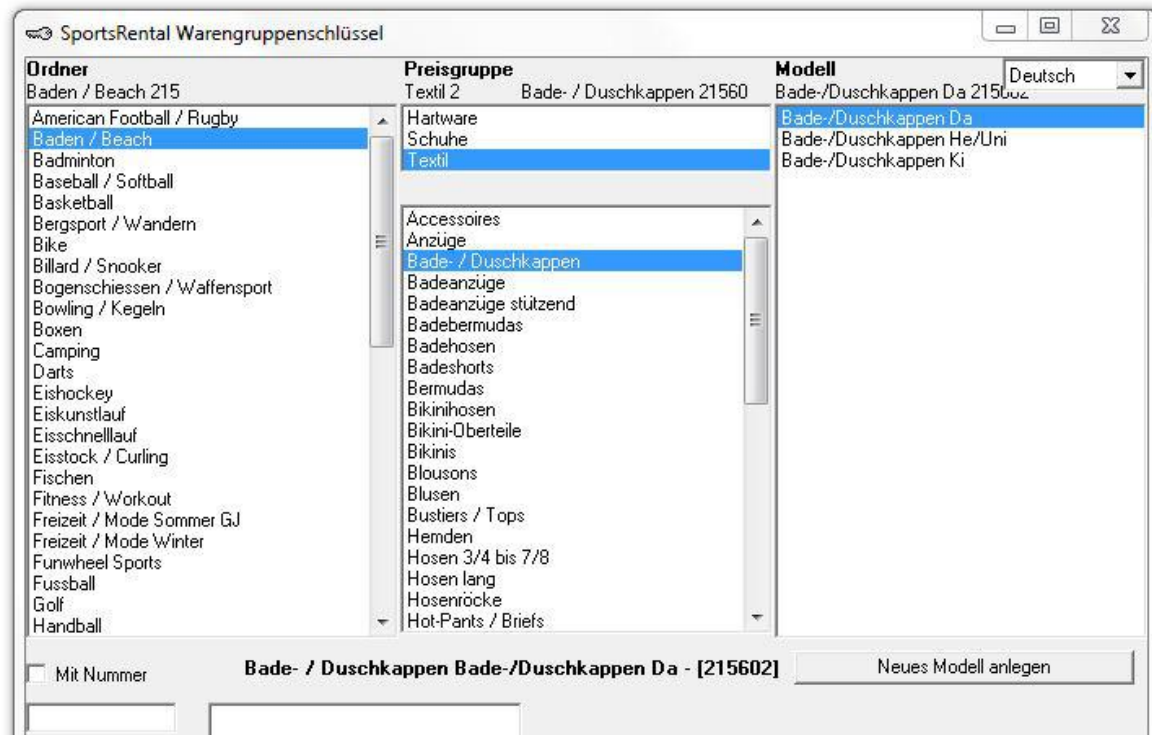 SportsRental Warengruppenschlüssel
Ordner
Baden / Beach 215
American Football / Rugby
Baden / Beach
Badminton
Baseball / Softball
Basketball
Bergsport / Wandern
Bike
Billard / Snooker
Bogenschiessen / Waffensport
Bowling / Kegeln
Boxen
Camping
Darts
Eishockey
Eiskunstlauf
Eisschnelllauf
Eisstock / Curling
Fischen
Fitness / Workout
Freizeit / Mode Sommer GJ
Freizeit / Mode Winter
Funwheel Sports
Fussball
Golf
Handball
Preisgruppe
Textil 2 Bade- / Duschkappen 21560
Hartware
Schuhe
Textil
Accessoires
Anzüge
Bade- / Duschkappen
Badeanzüge
Badeanzüge stützend
Badebermudas
Badehosen
Badeshorts
Bermudas
Bikinihosen
Bikini-Oberteile
Bikinis
Blousons
Blusen
Bustiers / Tops
Hemden
Hosen 3/4 bis 7/8
Hosen lang
Hosenröcke
Hot-Pants / Briefs
Modell
Deutsch
Bade-/Duschkappen Da 215602
Bade-/Duschkappen Da
Bade-/Duschkappen He/Uni
Bade-/Duschkappen Ki
Mit Nummer
Bade- / Duschkappen Bade-/Duschkappen Da - [215602]
Neues Modell anlegen